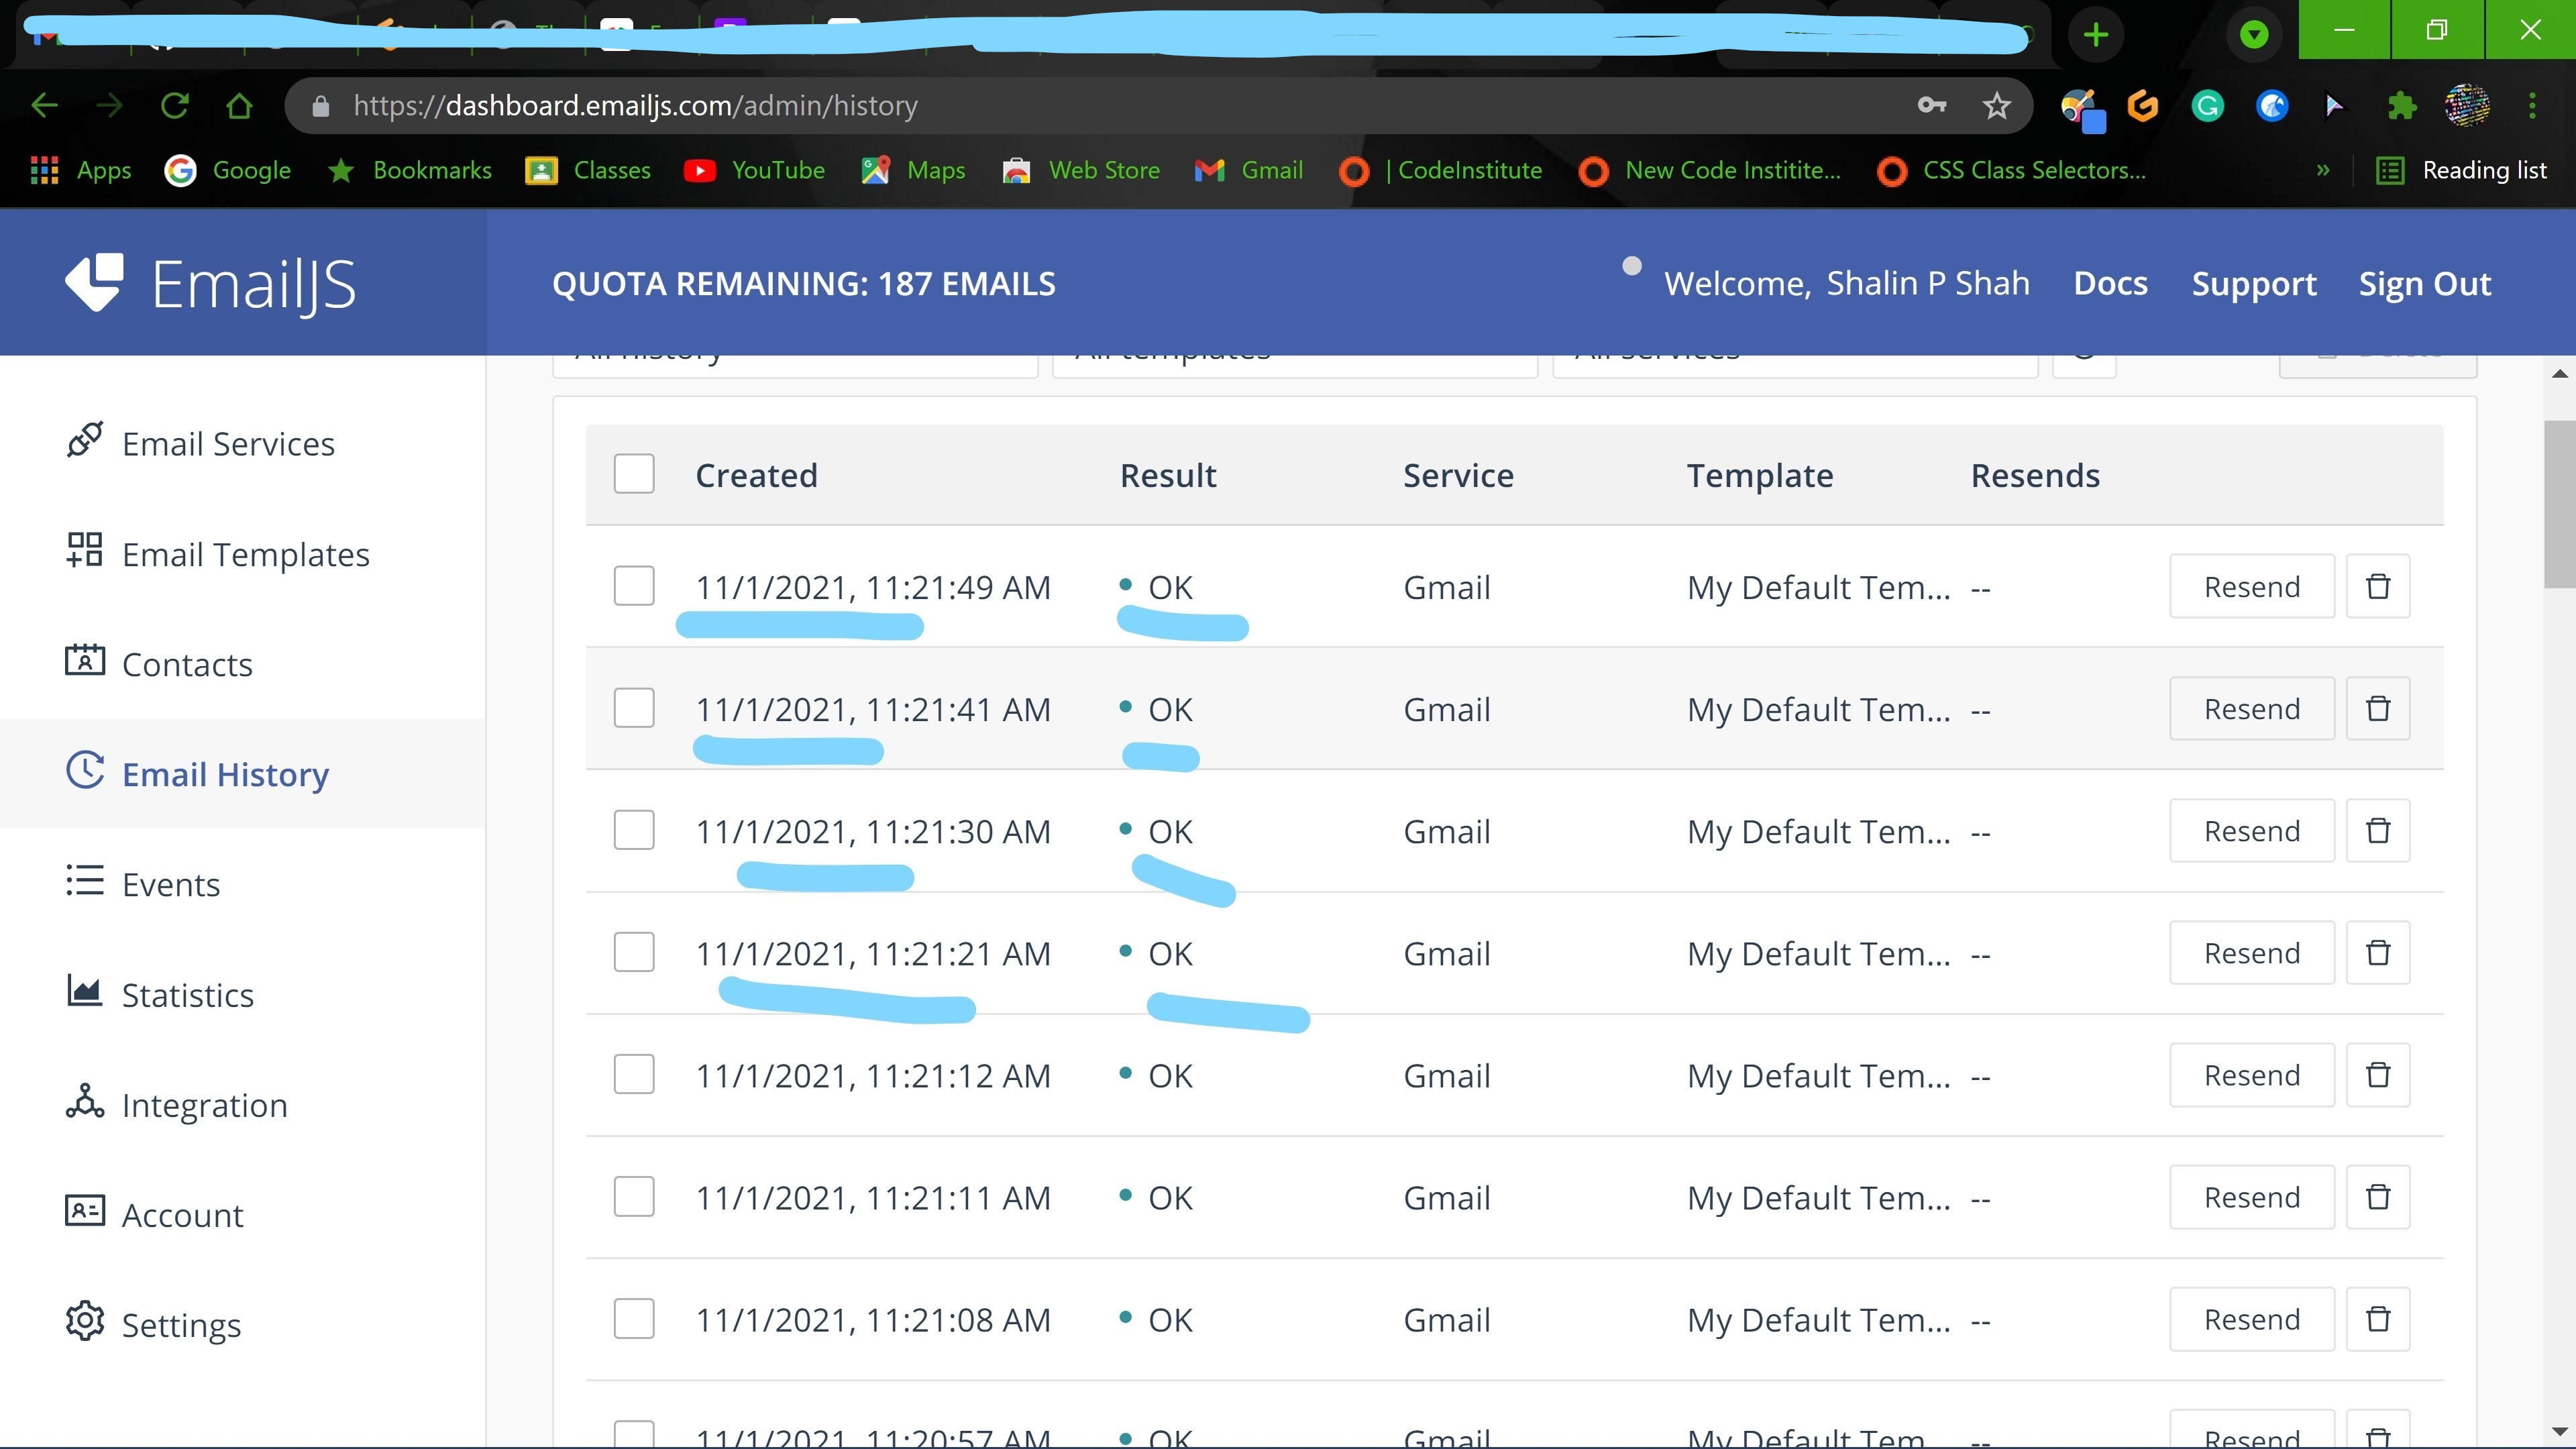 https://dashboard.emailjs.com/admin/history
Apps Google Bookmarks Classes YouTube Maps Web Store Gmail | CodeInstitute New Code Institite... CSS Class Selectors... » Reading list
EmailJS QUOTA REMAINING: 187 EMAILS Welcome, Shalin P Shah Docs Support Sign Out
All history All templates All services Delete
Email Services
Email Templates
Contacts
Email History
Events
Statistics
Integration
Account
Settings
Created Result Service Template Resends
11/1/2021, 11:21:49 AM OK Gmail My Default Tem... -- Resend
11/1/2021, 11:21:41 AM OK Gmail My Default Tem... -- Resend
11/1/2021, 11:21:30 AM OK Gmail My Default Tem... -- Resend
11/1/2021, 11:21:21 AM OK Gmail My Default Tem... -- Resend
11/1/2021, 11:21:12 AM OK Gmail My Default Tem... -- Resend
11/1/2021, 11:21:11 AM OK Gmail My Default Tem... -- Resend
11/1/2021, 11:21:08 AM OK Gmail My Default Tem... -- Resend
11/1/2021, 11:20:57 AM OK Gmail My Default Tem... -- Resend